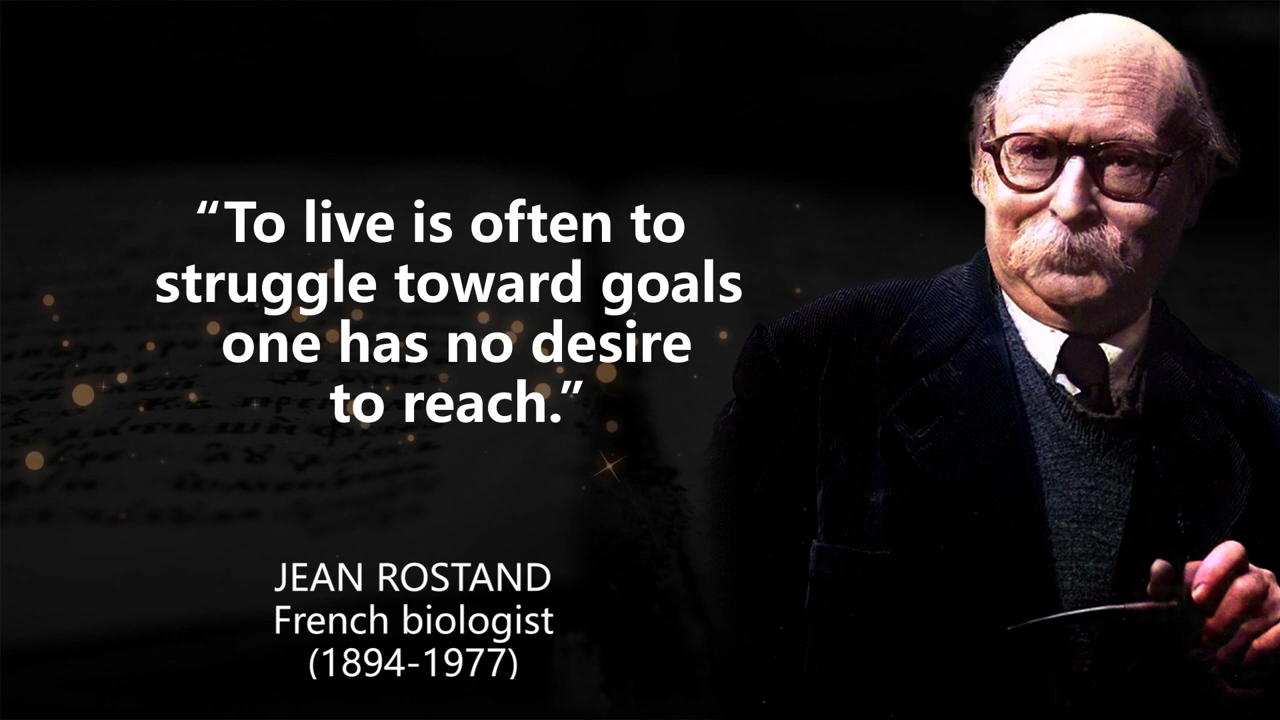 “To live is often to
struggle toward goals
one has no desire
to reach.”
JEAN ROSTAND
French biologist
(1894-1977)